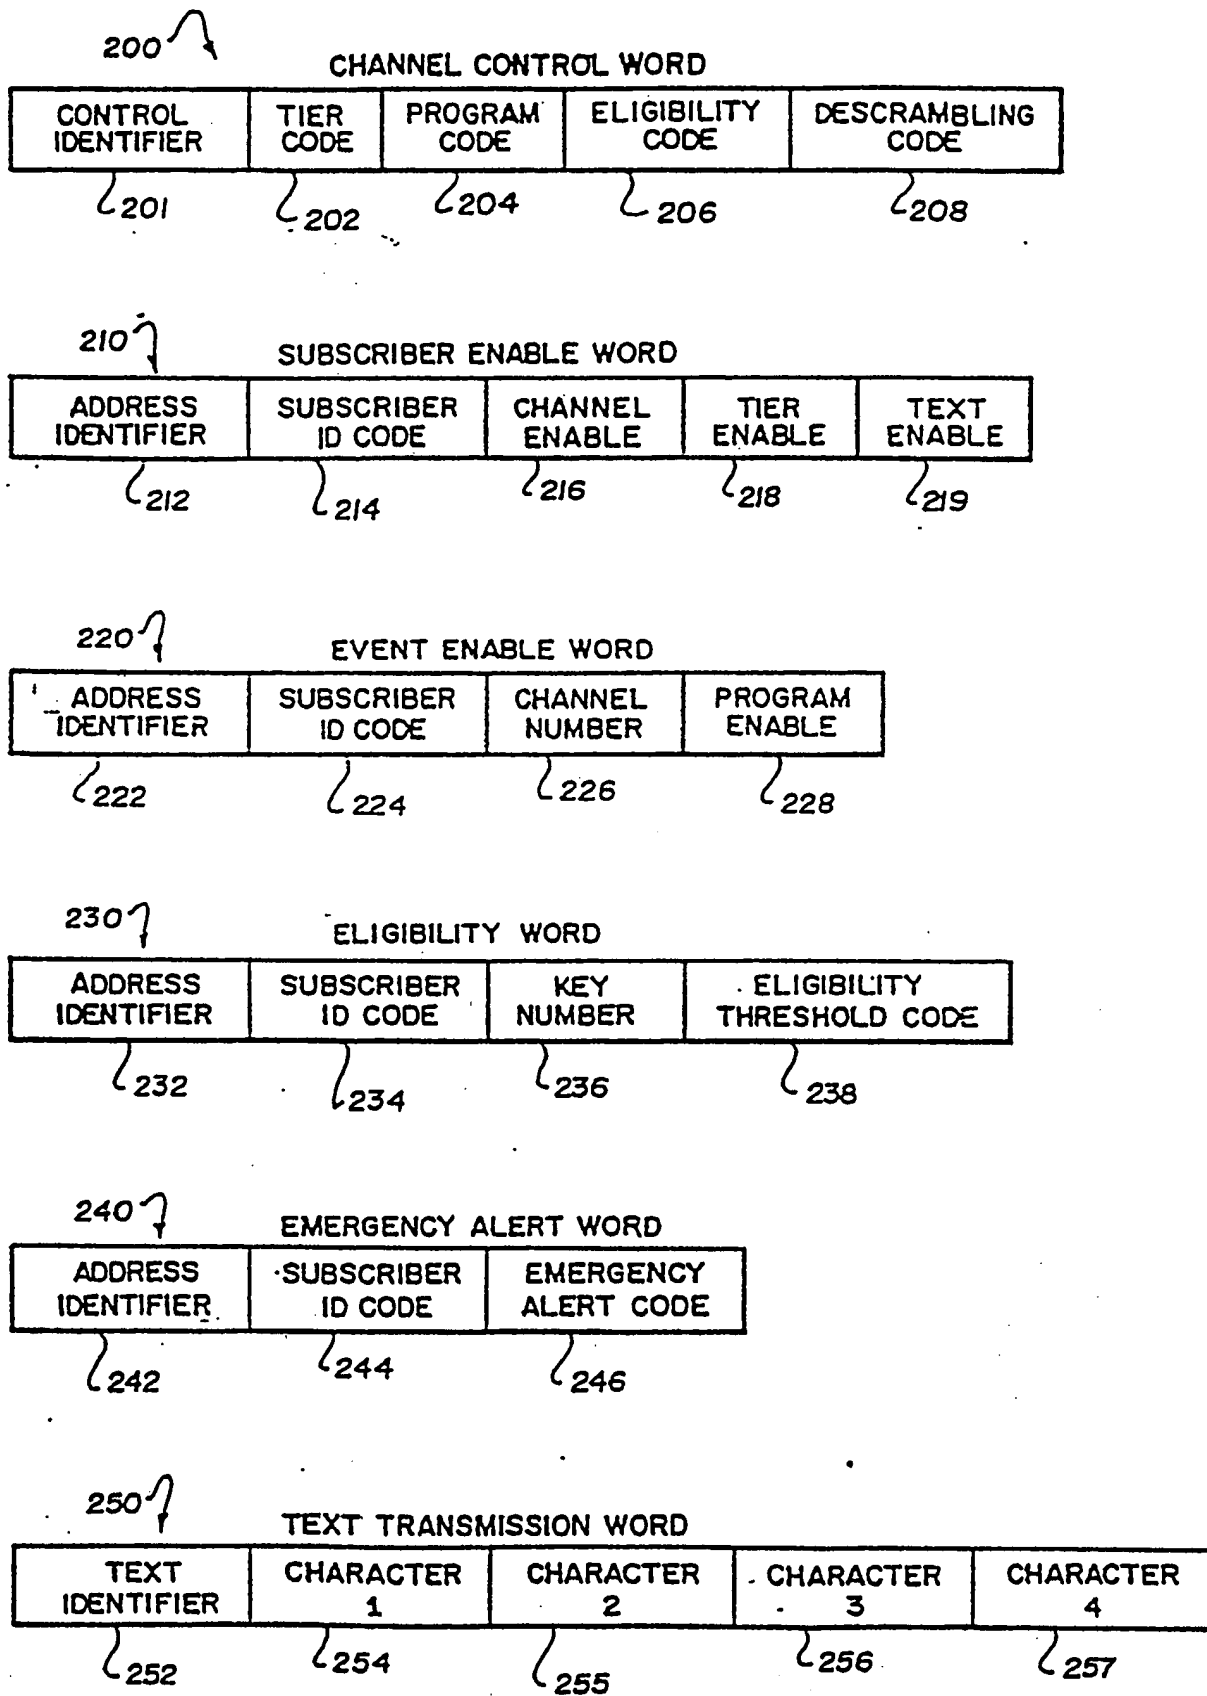 200
CHANNEL CONTROL WORD
CONTROL IDENTIFIER
TIER CODE
PROGRAM CODE
ELIGIBILITY CODE
DESCRAMBLING CODE
201
202
204
206
208
210
SUBSCRIBER ENABLE WORD
ADDRESS IDENTIFIER
SUBSCRIBER ID CODE
CHANNEL ENABLE
TIER ENABLE
TEXT ENABLE
212
214
216
218
219
220
EVENT ENABLE WORD
ADDRESS IDENTIFIER
SUBSCRIBER ID CODE
CHANNEL NUMBER
PROGRAM ENABLE
222
224
226
228
230
ELIGIBILITY WORD
ADDRESS IDENTIFIER
SUBSCRIBER ID CODE
KEY NUMBER
ELIGIBILITY THRESHOLD CODE
232
234
236
238
240
EMERGENCY ALERT WORD
ADDRESS IDENTIFIER
SUBSCRIBER ID CODE
EMERGENCY ALERT CODE
242
244
246
250
TEXT TRANSMISSION WORD
TEXT IDENTIFIER
CHARACTER 1
CHARACTER 2
CHARACTER 3
CHARACTER 4
252
254
255
256
257